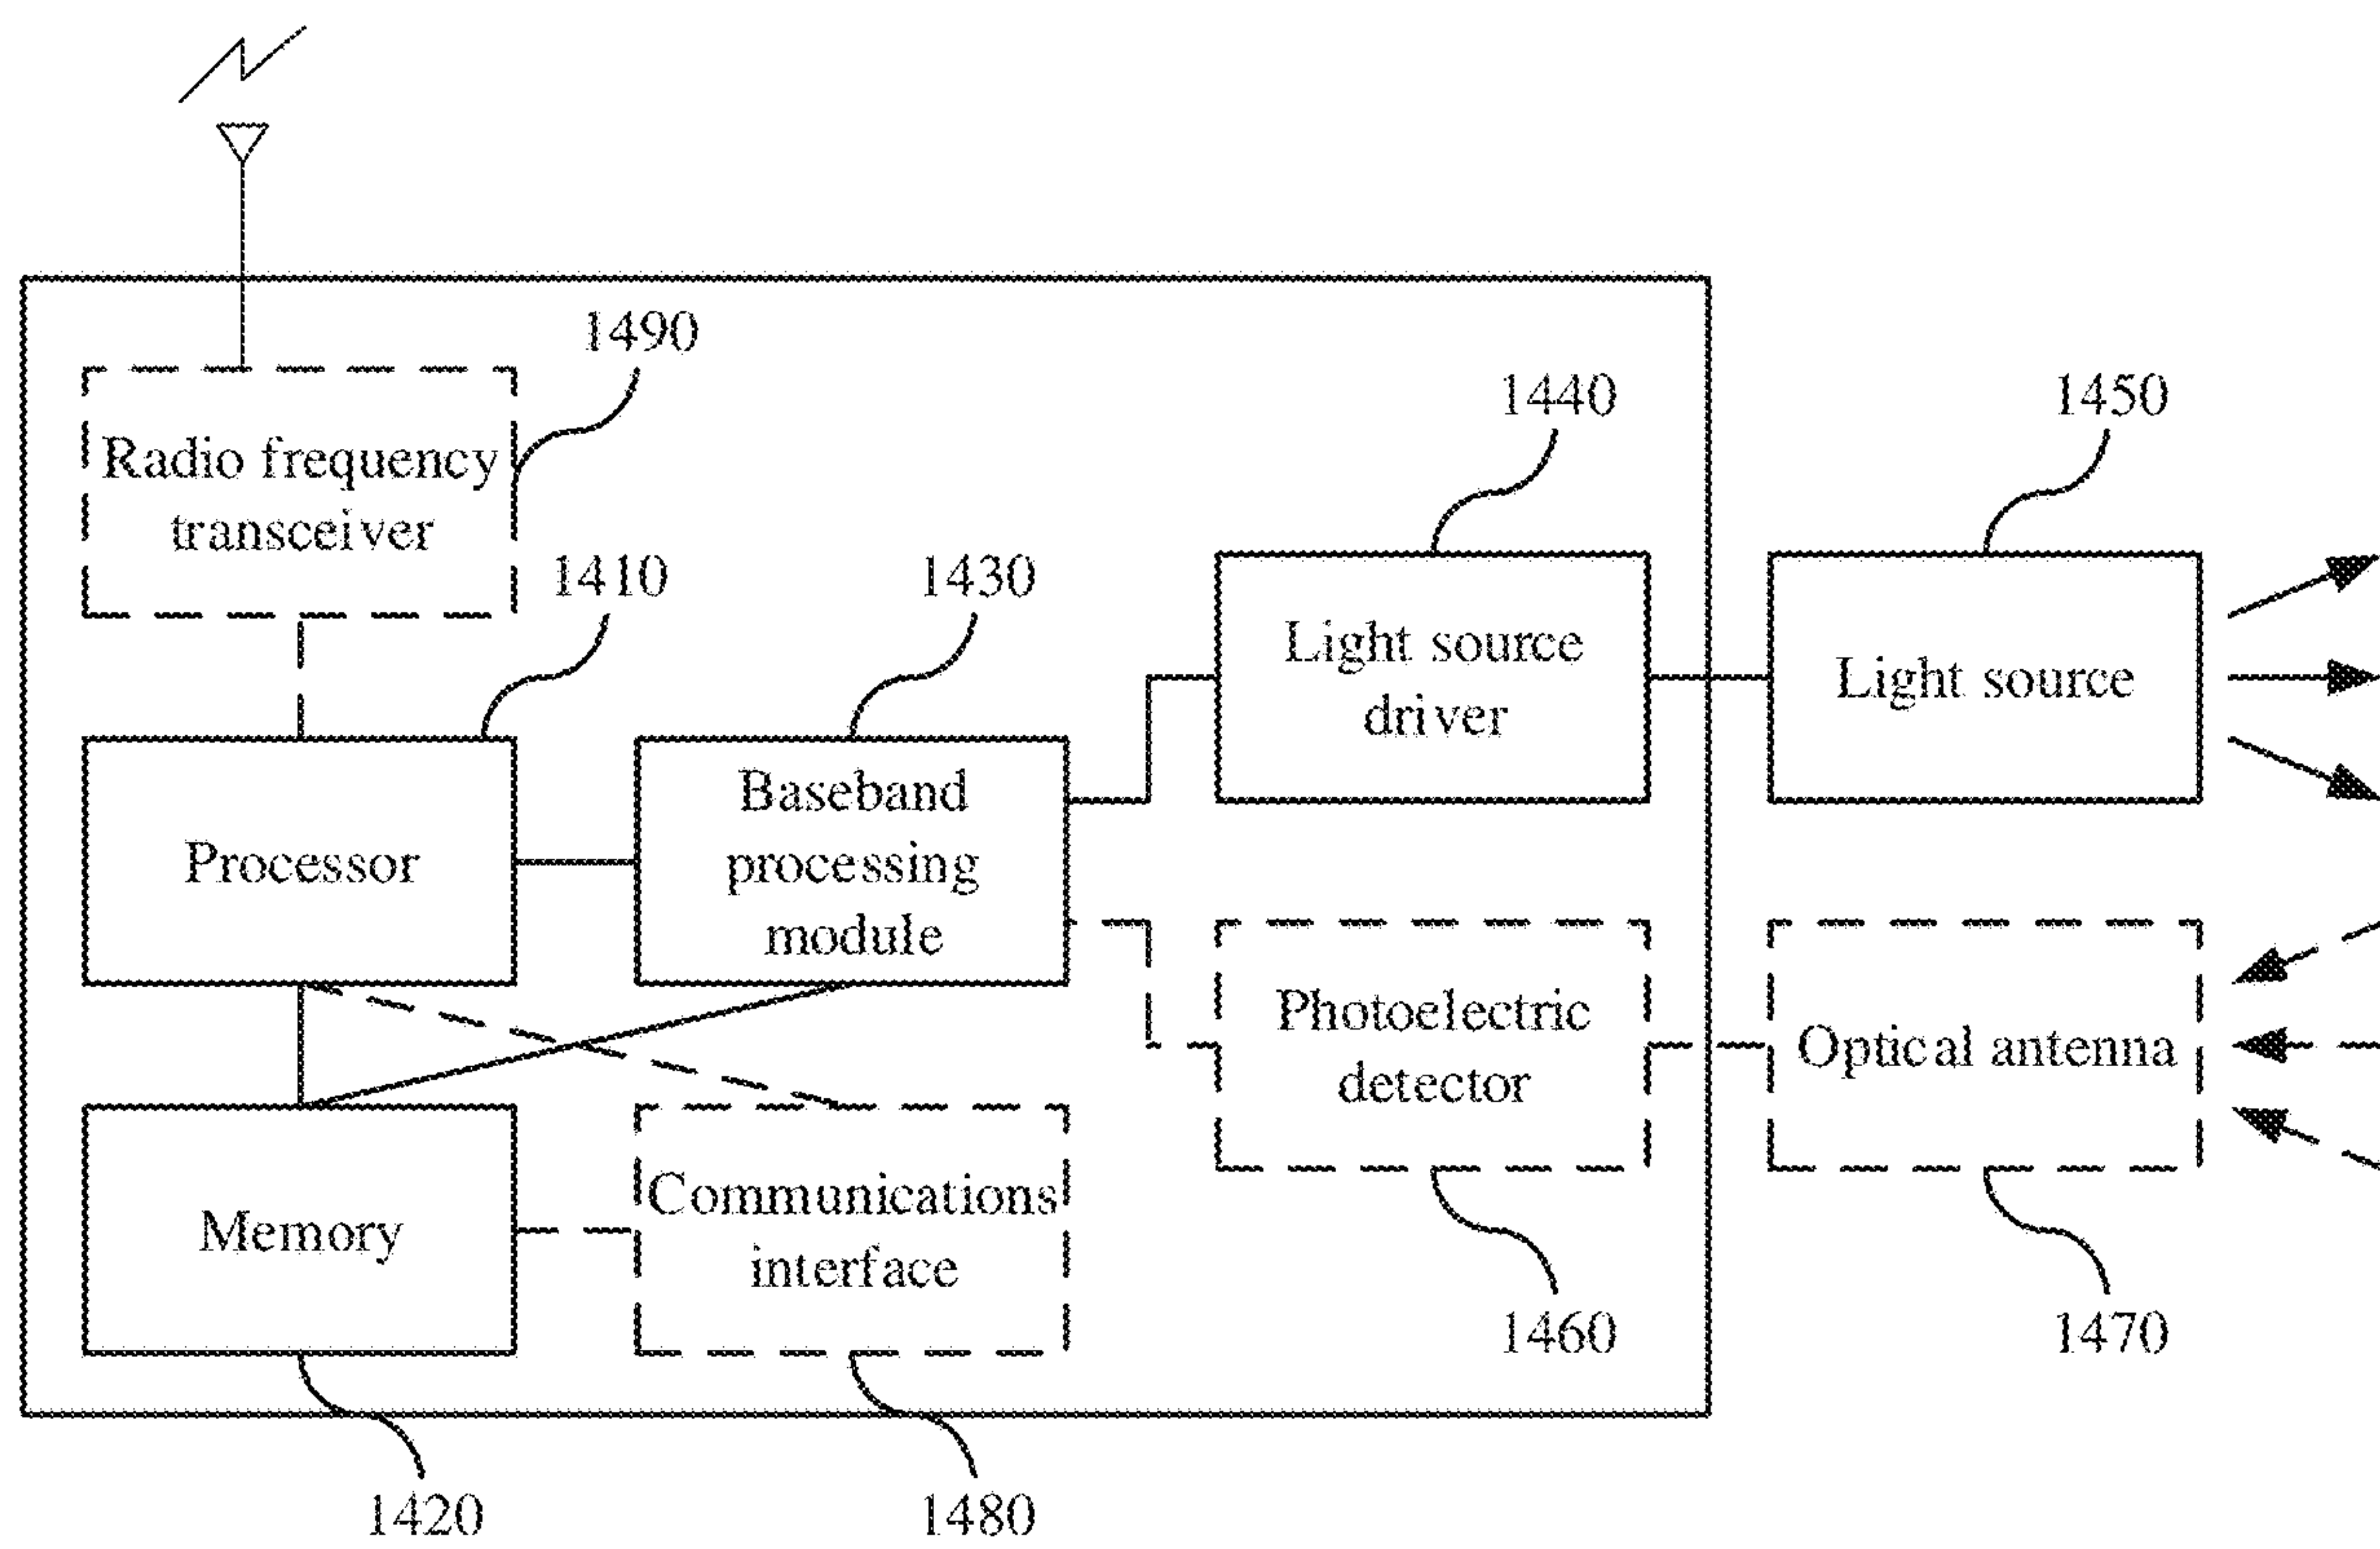 1490
Radio frequency
transceiver
1440
1450
1410
1430
Light source
driver
Light source
Processor
Baseband
processing
module
Photoelectric
detector
Optical antenna
Memory
Communications
interface
1460
1470
1420
1480